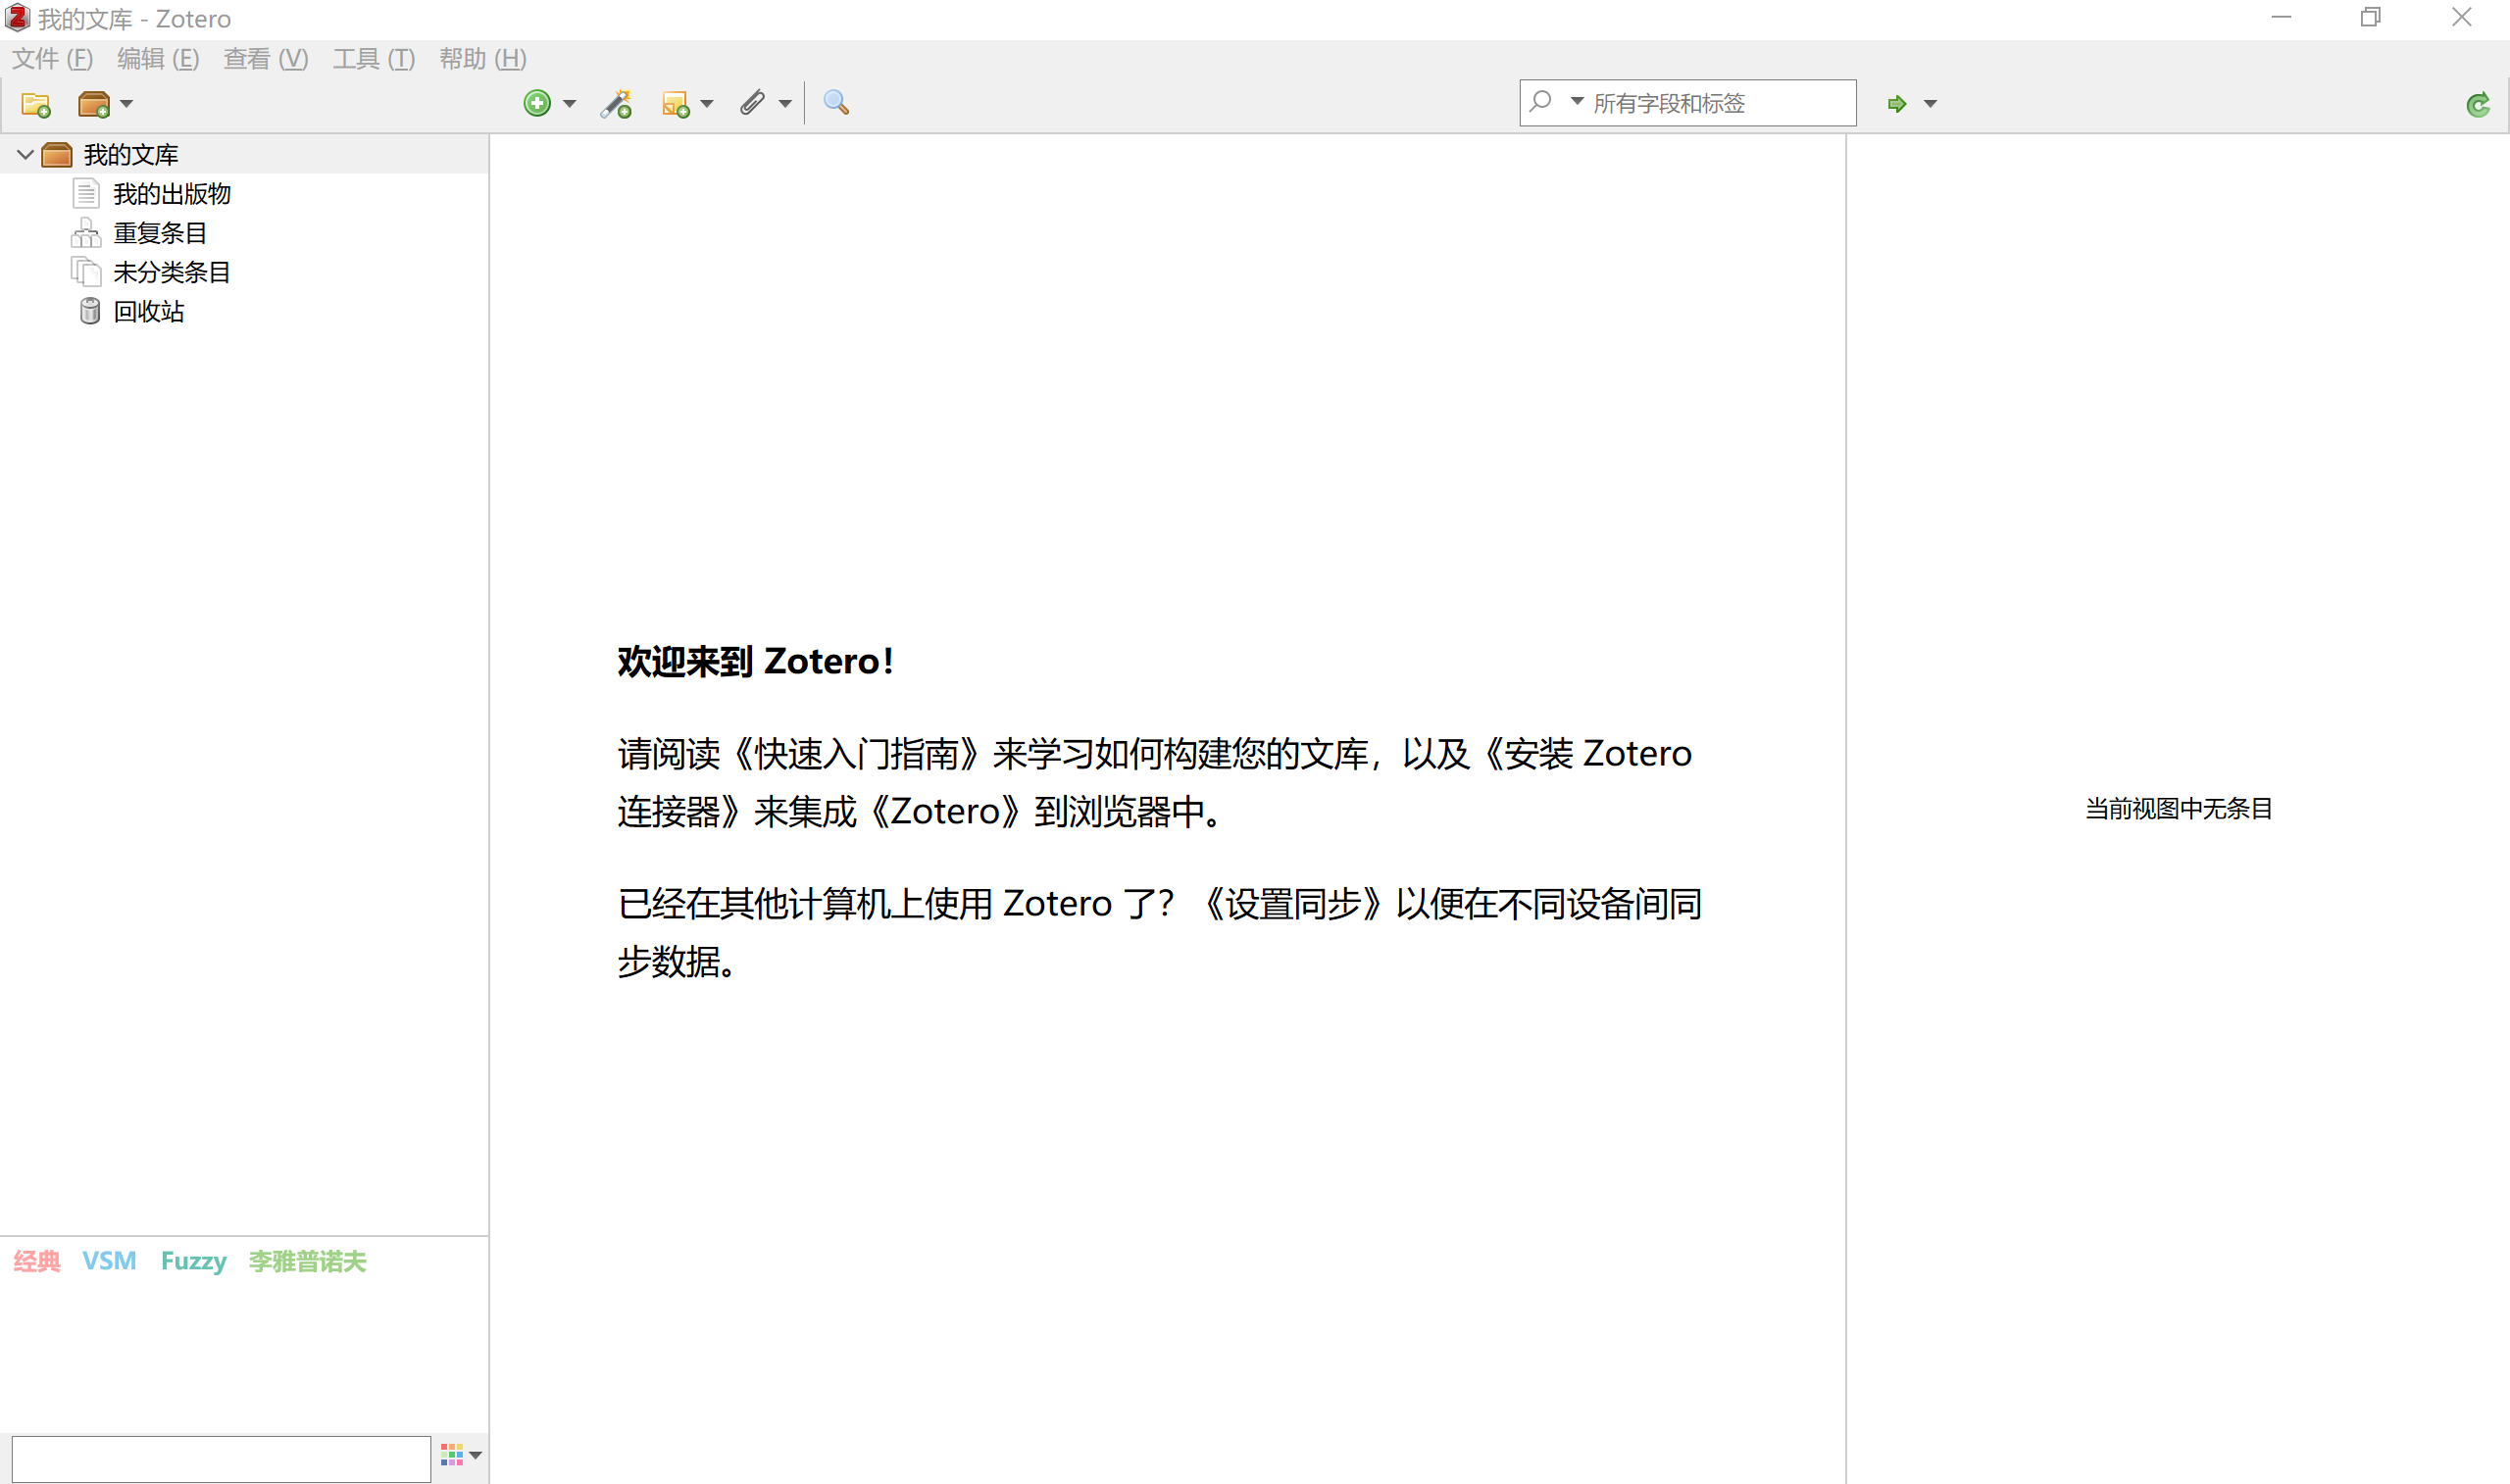 我的文库 - Zotero
文件 (F) 编辑 (E) 查看 (V) 工具 (T) 帮助 (H)
所有字段和标签
我的文库
我的出版物
重复条目
未分类条目
回收站
欢迎来到 Zotero！
请阅读《快速入门指南》来学习如何构建您的文库，以及《安装 Zotero
连接器》来集成《Zotero》到浏览器中。
已经在其他计算机上使用 Zotero 了？《设置同步》以便在不同设备间同
步数据。
当前视图中无条目
经典 VSM Fuzzy 李雅普诺夫